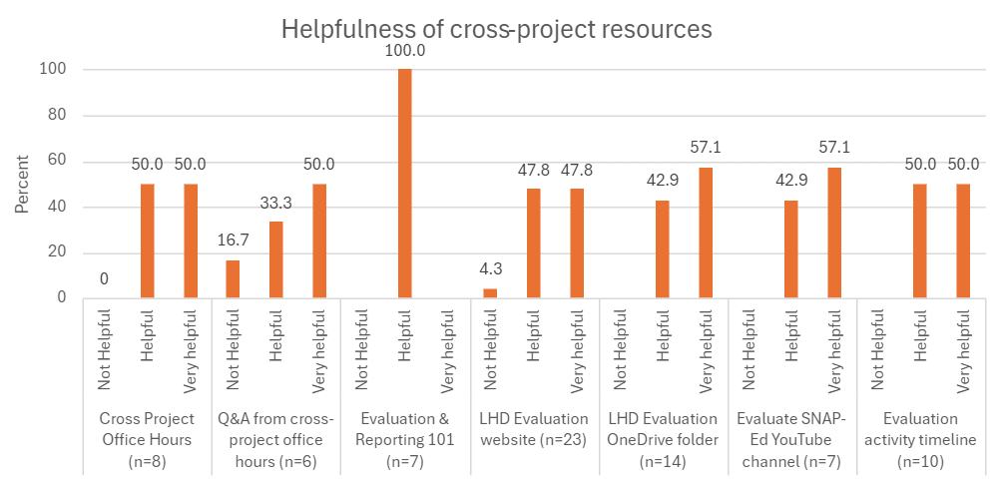 Helpfulness of cross-project resources
Percent
100
80
60
40
20
0
0
50.0
50.0
16.7
33.3
50.0
100.0
4.3
47.8
47.8
42.9
57.1
42.9
57.1
50.0
50.0
Not Helpful
Helpful
Very helpful
Not Helpful
Helpful
Very helpful
Not Helpful
Helpful
Very helpful
Not Helpful
Helpful
Very helpful
Not Helpful
Helpful
Very helpful
Not Helpful
Helpful
Very helpful
Not Helpful
Helpful
Very helpful
Cross Project
Office Hours
(n=8)
Q&A from cross-
project office
hours (n=6)
Evaluation &
Reporting 101
(n=7)
LHD Evaluation
website (n=23)
LHD Evaluation
OneDrive folder
(n=14)
Evaluate SNAP-
Ed YouTube
channel (n=7)
Evaluation
activity timeline
(n=10)